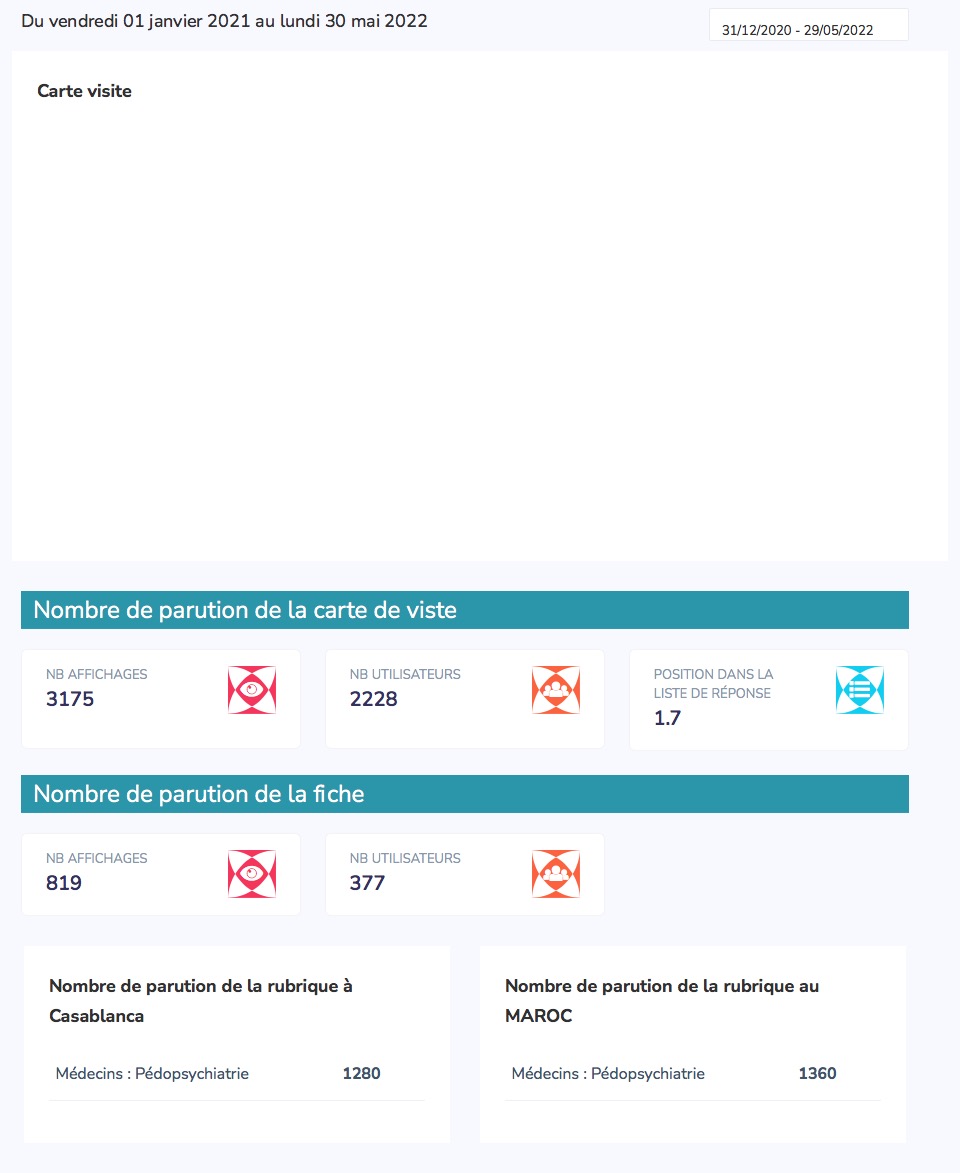 Du vendredi 01 janvier 2021 au lundi 30 mai 2022
31/12/2020 - 29/05/2022
Carte visite
Nombre de parution de la carte de viste
NB AFFICHAGES
3175
NB UTILISATEURS
2228
POSITION DANS LA
LISTE DE RÉPONSE
1.7
Nombre de parution de la fiche
NB AFFICHAGES
819
NB UTILISATEURS
377
Nombre de parution de la rubrique à
Casablanca
Médecins : Pédopsychiatrie 1280
Nombre de parution de la rubrique au
MAROC
Médecins : Pédopsychiatrie 1360